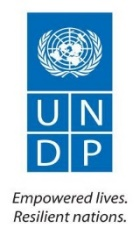 U N
D P
Empowered lives.
Resilient nations.